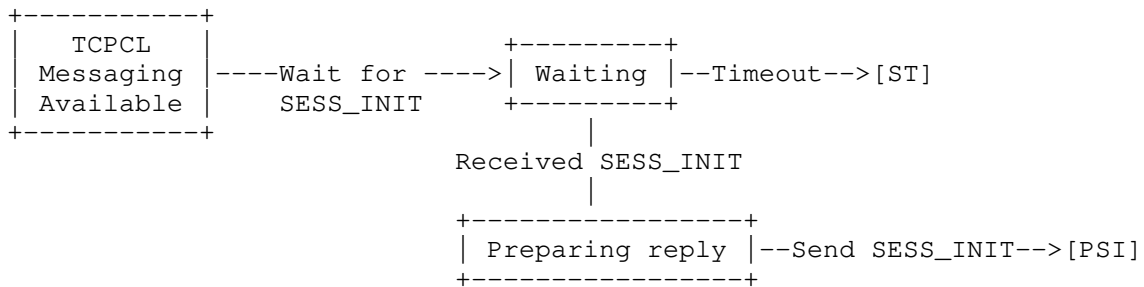 +-----------+
|   TCPCL   |                 +---------+
| Messaging |----Wait for ---->| Waiting |--Timeout-->[ST]
| Available |    SESS_INIT     +---------+
+-----------+                       |
                           Received SESS_INIT
                                    |
                           +-----------------+
                           | Preparing reply |--Send SESS_INIT-->[PSI]
                           +-----------------+